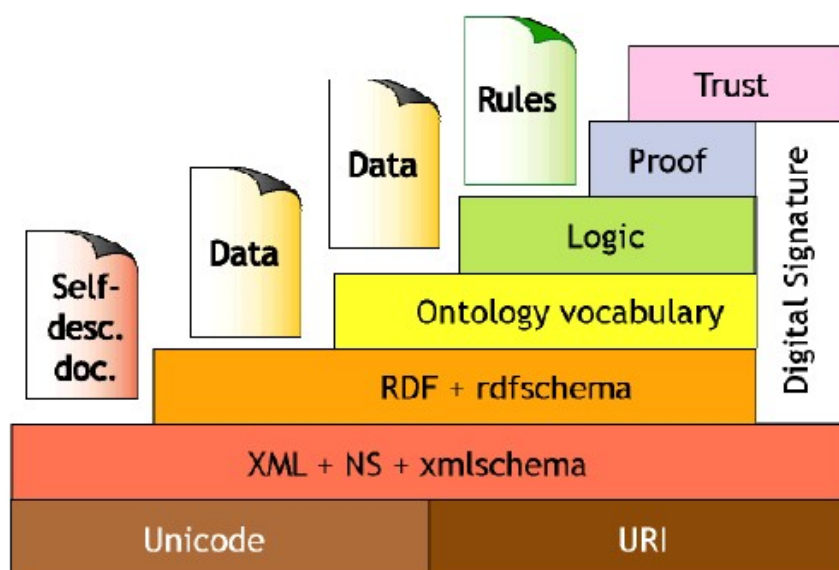 Rules
Trust
Data
Proof
Data
Logic
Self-
desc.
doc.
Ontology vocabulary
Digital Signature
RDF + rdfschema
XML + NS + xmlschema
Unicode
URI